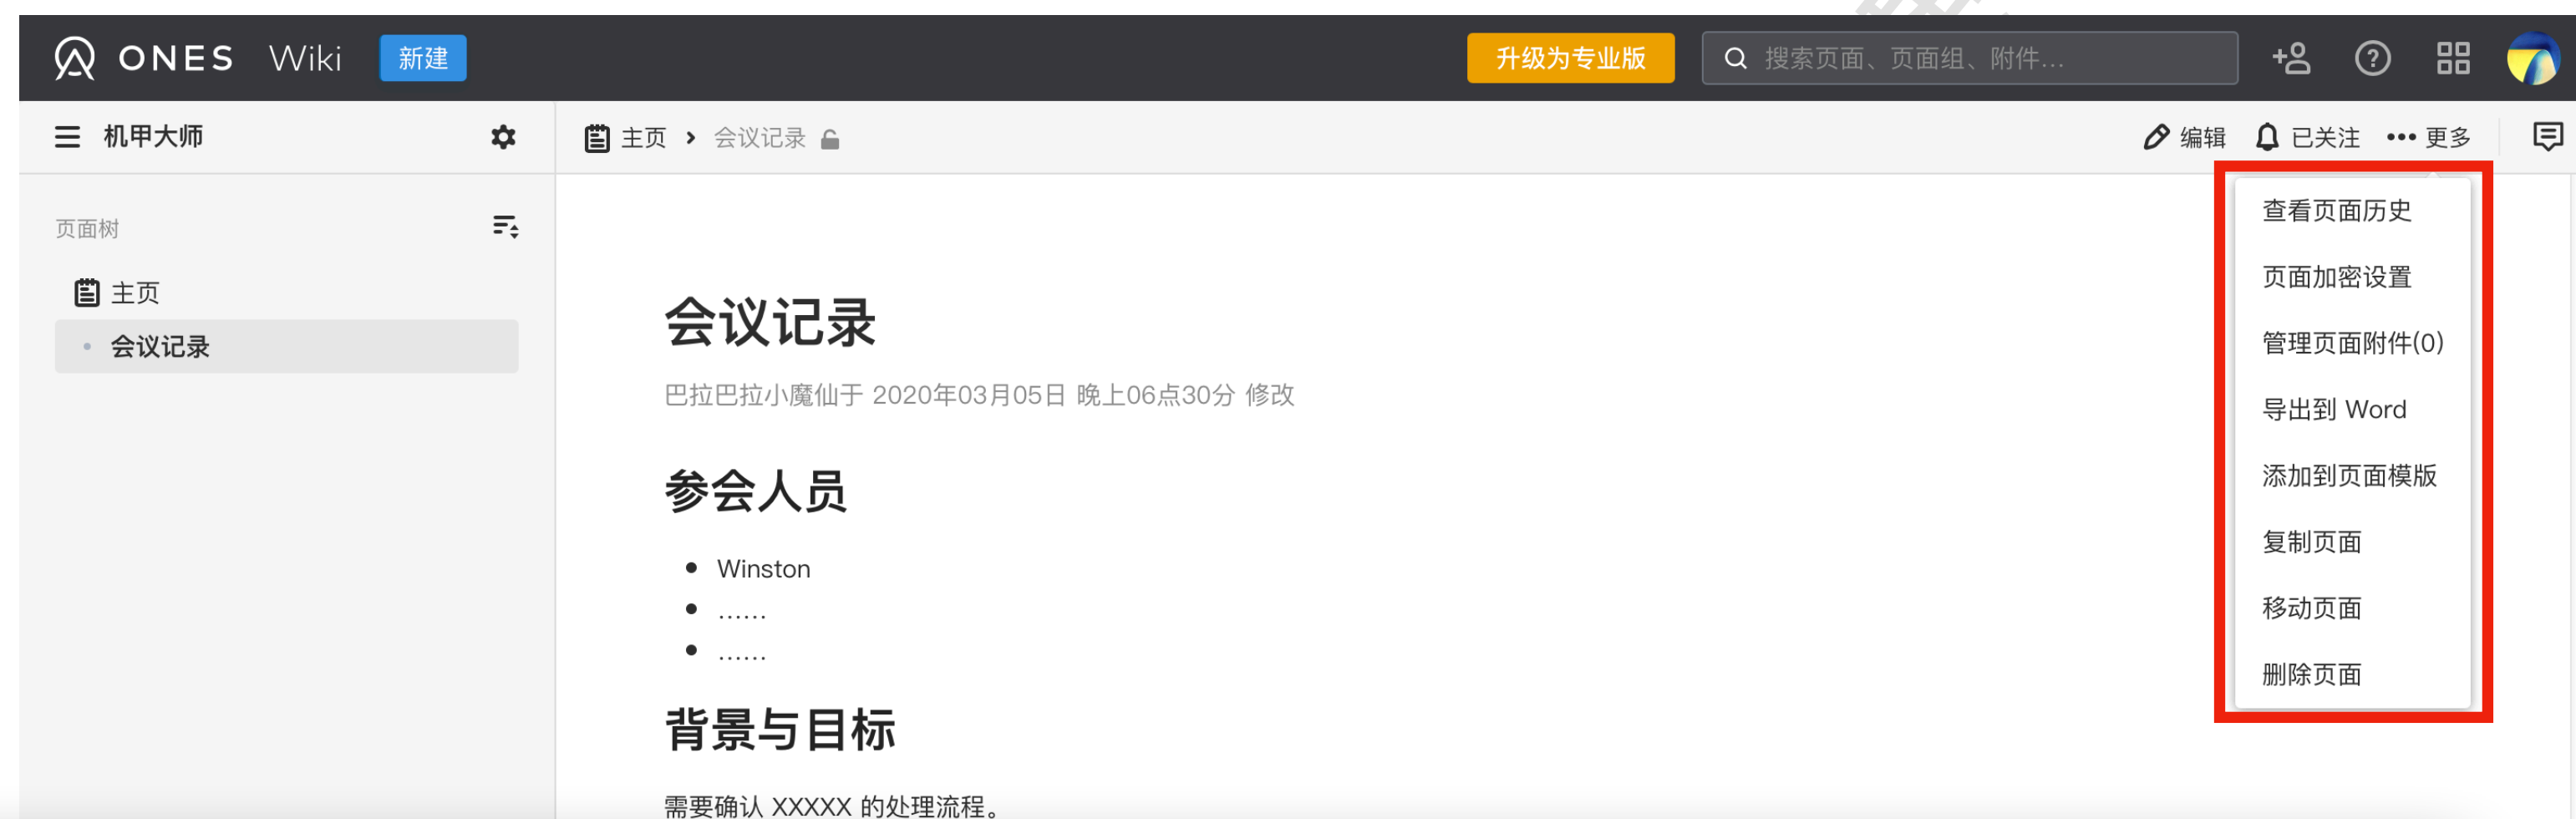 ONES Wiki 新建 升级为专业版 搜索页面、页面组、附件...
机甲大师 主页 会议记录 编辑 已关注 更多
页面树
主页
会议记录
会议记录
巴拉巴拉小魔仙于 2020年03月05日 晚上06点30分 修改
参会人员
Winston
......
......
背景与目标
需要确认 XXXXX 的处理流程。
查看页面历史
页面加密设置
管理页面附件(0)
导出到 Word
添加到页面模版
复制页面
移动页面
删除页面